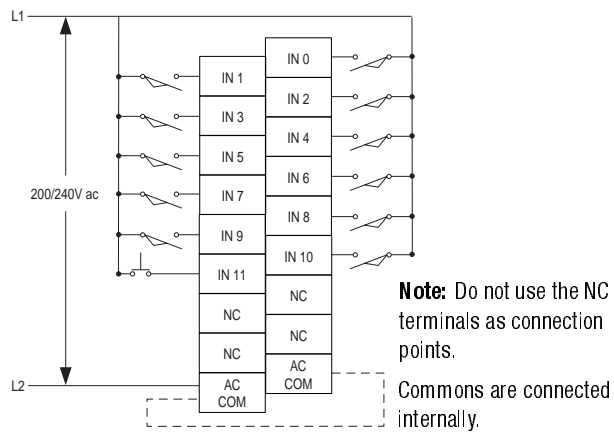 L1
IN 0
IN 1
IN 2
IN 3
IN 4
IN 5
IN 6
200/240V ac
IN 7
IN 8
IN 9
IN 10
IN 11
NC
NC
NC
NC
AC
COM
L2
AC
COM
Note: Do not use the NC
terminals as connection
points.
Commons are connected
internally.